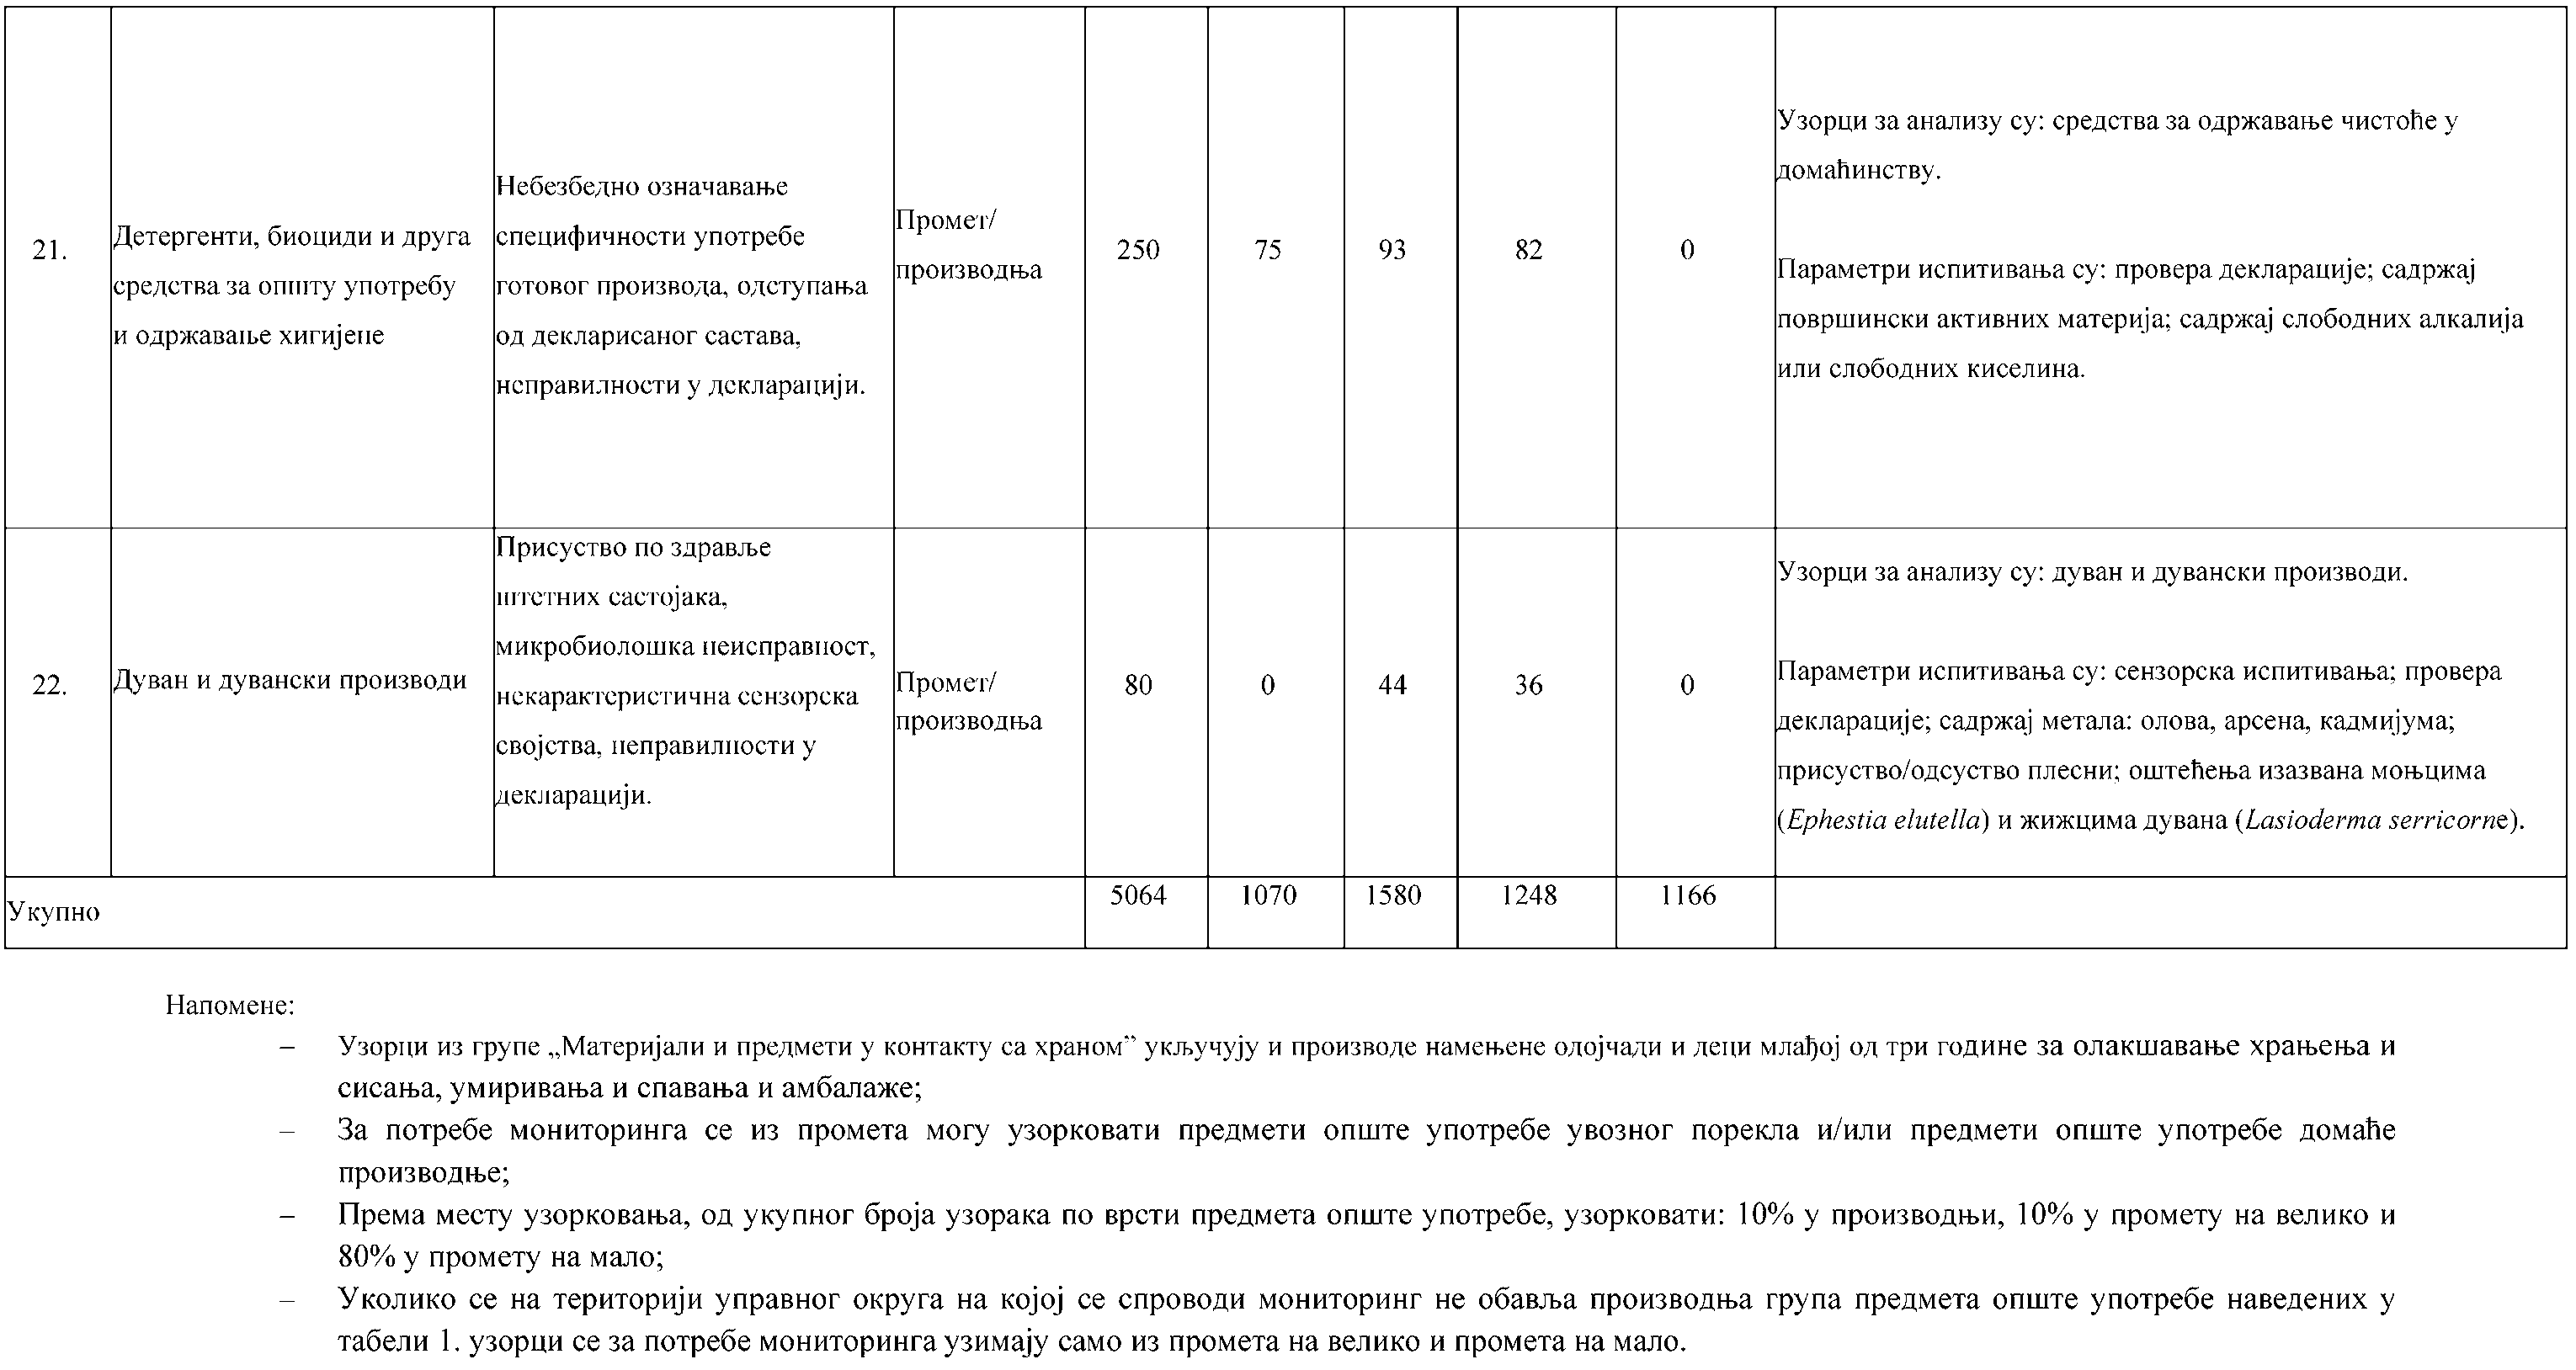 21.
Детергенти, биоциди и друга
средства за општу употребу
и одржавање хигијене
Небезбедно означавање
специфичности употребе
готовог производа, одступања
од декларисаног састава,
неправилности у декларацији.
Промет/
производња
250
75
93
82
0
Узорци за анализу су: средства за одржавање чистоће у
домаћинству.
Параметри испитивања су: провера декларације; садржај
површински активних материја; садржај слободних алкалија
или слободних киселина.
22.
Дуван и дувански производи
Присуство по здравље
штетних састојака,
микробиолошка неисправност,
некарактеристична сензорска
својства, неправилности у
декларацији.
Промет/
производња
80
0
44
36
0
Узорци за анализу су: дуван и дувански производи.
Параметри испитивања су: сензорска испитивања; провера
декларације; садржај метала: олова, арсена, кадмијума;
присуство/одсуство плесни; оштећења изазвана моњцима
(Ephestia elutella) и жижцима дувана (Lasioderma serricorne).
Укупно
5064
1070
1580
1248
1166
Напомене:
– Узорци из групе „Материјали и предмети у контакту са храном” укључују и производе намењене одојчади и деци млађој од три године за олакшавање храњења и
сисања, умиривања и спавања и амбалаже;
– За потребе мониторинга се из промета могу узорковати предмети опште употребе увозног порекла и/или предмети опште употребе домаће
производње;
– Према месту узорковања, од укупног броја узорака по врсти предмета опште употребе, узорковати: 10% у производњи, 10% у промету на велико и
80% у промету на мало;
– Уколико се на територији управног округа на којој се спроводи мониторинг не обавља производња група предмета опште употребе наведених у
табели 1. узорци се за потребе мониторинга узимају само из промета на велико и промета на мало.